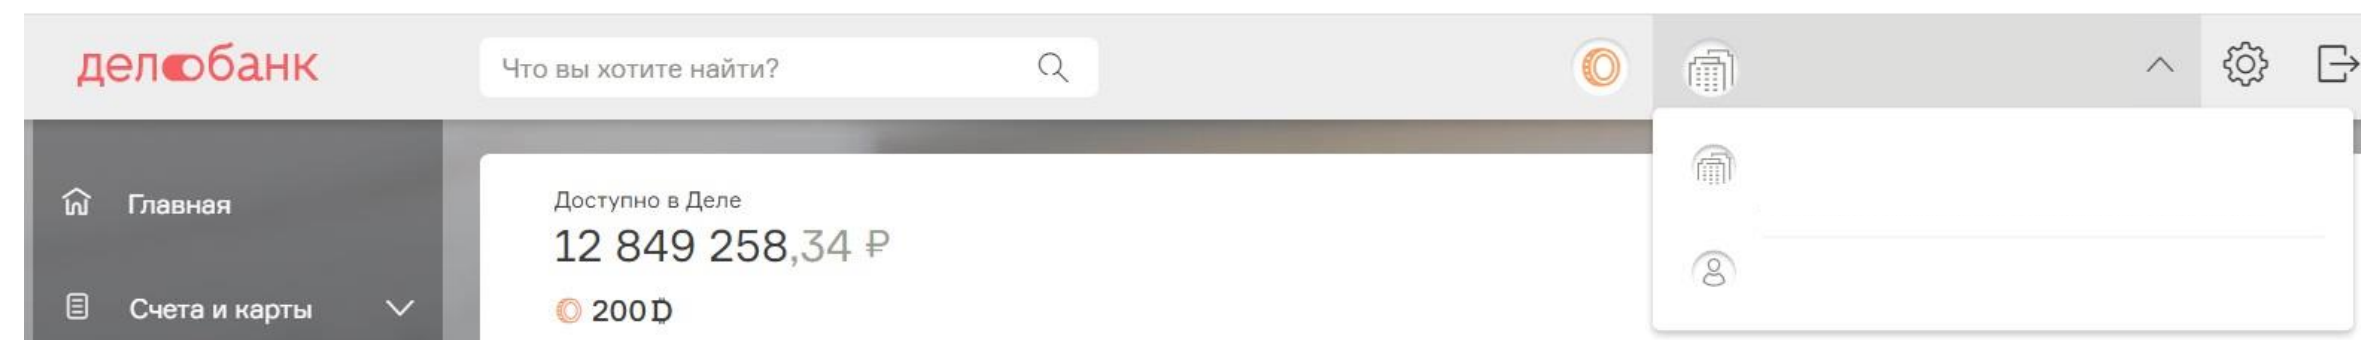 делобанк
Что вы хотите найти?
Главная
Счета и карты
Доступно в Деле
12 849 258,34 ₽
200 D